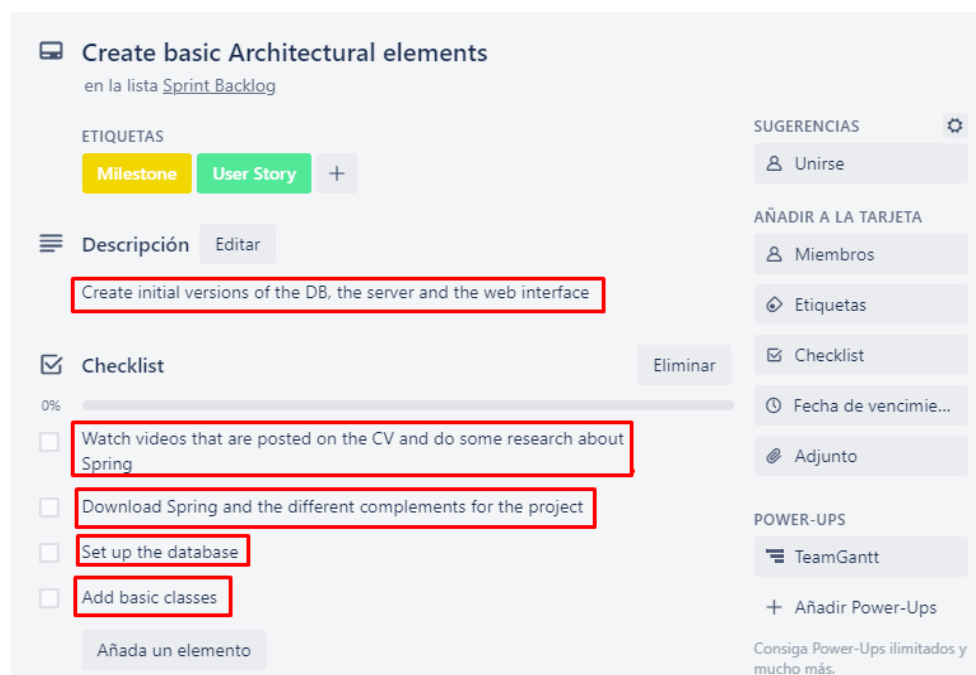 Create basic Architectural elements
en la lista Sprint Backlog
ETIQUETAS
Milestone
User Story
+
Descripción
Editar
Create initial versions of the DB, the server and the web interface
Checklist
Eliminar
0%
Watch videos that are posted on the CV and do some research about
Spring
Download Spring and the different complements for the project
Set up the database
Add basic classes
Añada un elemento
SUGERENCIAS
Unirse
AÑADIR A LA TARJETA
Miembros
Etiquetas
Checklist
Fecha de vencimie...
Adjunto
POWER-UPS
TeamGantt
+ Añadir Power-Ups
Consiga Power-Ups ilimitados y
mucho más.